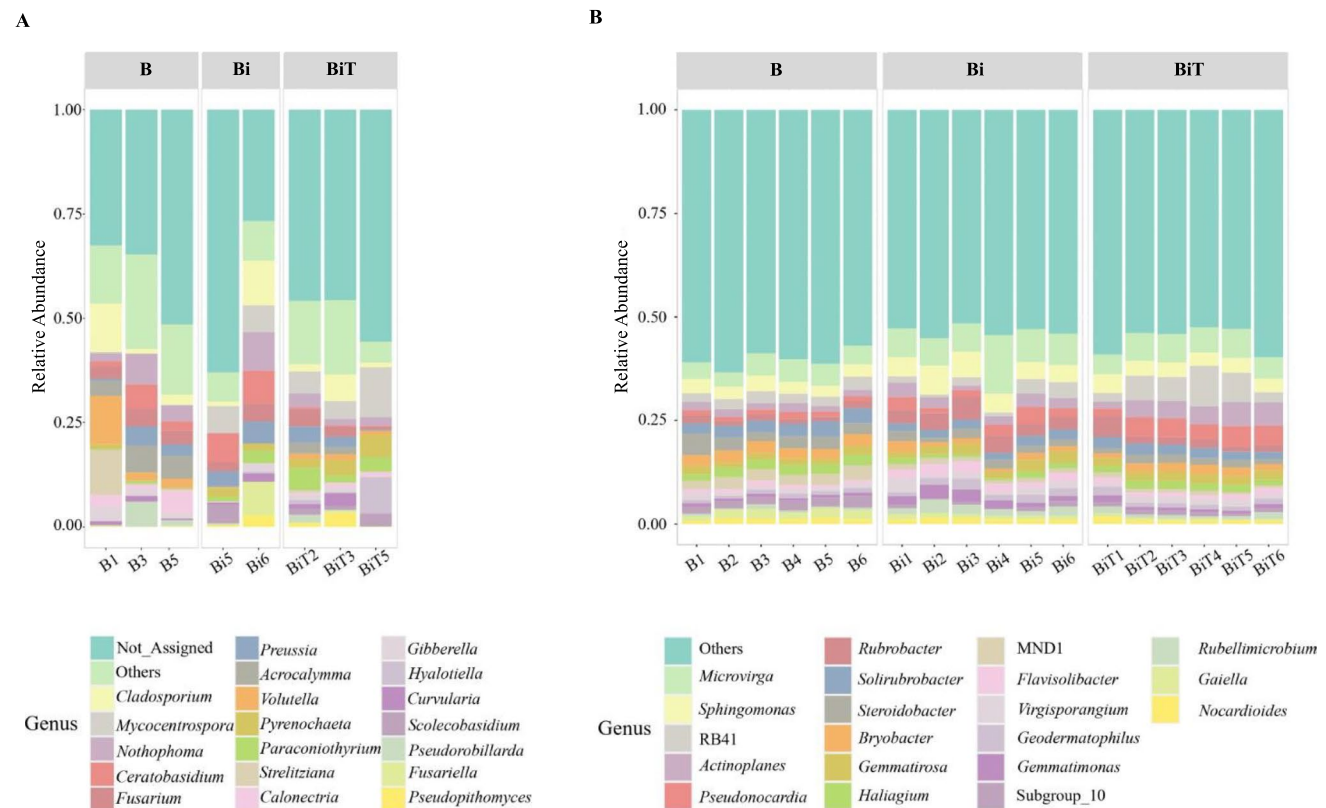 A
B Bi BiT
1.00
0.75
0.50
0.25
0.00
Relative Abundance
B1 B3 B5 Bi5 Bi6 BiT2 BiT3 BiT5
Genus
Not_Assigned
Others
Cladosporium
Mycocentrospora
Nothophoma
Ceratobasidium
Fusarium
Preussia
Acrocalymma
Volutella
Pyrenochaeta
Paraconiothyrium
Strelitziana
Calonectria
Gibberella
Hyalotiella
Curvularia
Scolecobasidium
Pseudorobillarda
Fusariella
Pseudopithomyces
B
B Bi BiT
1.00
0.75
0.50
0.25
0.00
Relative Abundance
B1 B2 B3 B4 B5 B6 Bi1 Bi2 Bi3 Bi4 Bi5 Bi6 BiT1 BiT2 BiT3 BiT4 BiT5 BiT6
Genus
Others
Microvirga
Sphingomonas
RB41
Actinoplanes
Pseudonocardia
Rubrobacter
Solirubrobacter
Steroidobacter
Bryobacter
Gemmatirosa
Haliagium
MND1
Flavisolibacter
Virgisporangium
Geodermatophilus
Gemmatimonas
Subgroup_10
Rubellimicrobium
Gaiella
Nocardioides